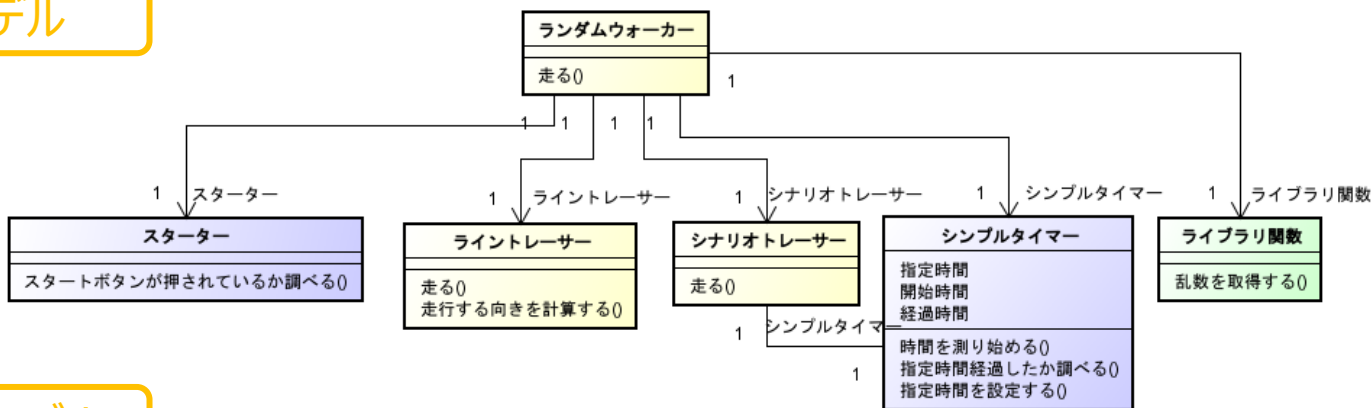 デル
ランダムウォーカー
走る()
1
1
1
1
1
1
スターター
1
ライントレーサー
1
シナリオトレーサー
1
シンプルタイマー
1
ライブラリ関数
スターター
スタートボタンが押されているか調べる()
ライントレーサー
走る()
走行する向きを計算する()
シナリオトレーサー
走る()
シンプルタイマー
指定時間
開始時間
経過時間
時間を測り始める()
指定時間経過したか調べる()
指定時間を設定する()
ライブラリ関数
乱数を取得する()
1
シンプルタイマー
1